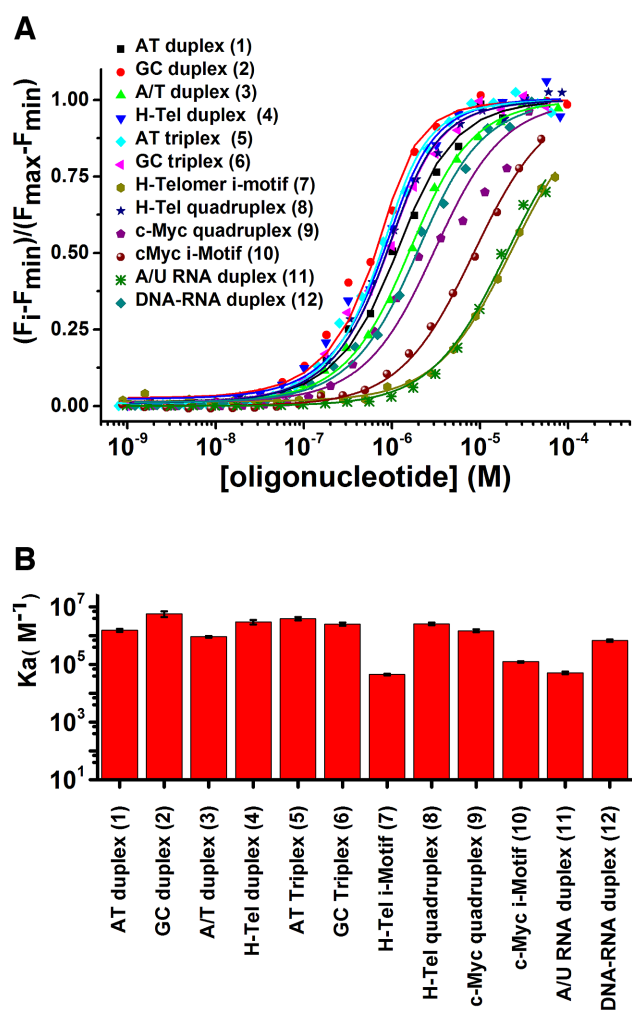 A
AT duplex (1)
GC duplex (2)
A/T duplex (3)
H-Tel duplex (4)
AT triplex (5)
GC triplex (6)
H-Telomer i-motif (7)
H-Tel quadruplex (8)
c-Myc quadruplex (9)
cMyc i-Motif (10)
A/U RNA duplex (11)
DNA-RNA duplex (12)
(Fi-Fmin)/(Fmax-Fmin)
1.00
0.75
0.50
0.25
0.00
10⁻⁹ 10⁻⁸ 10⁻⁷ 10⁻⁶ 10⁻⁵ 10⁻⁴
[oligonucleotide] (M)
B
Ka( M⁻¹)
10⁷
10⁵
10³
10¹
AT duplex (1)
GC duplex (2)
A/T duplex (3)
H-Tel duplex (4)
AT Triplex (5)
GC Triplex (6)
H-Tel i-Motif (7)
H-Tel quadruplex (8)
c-Myc quadruplex (9)
c-Myc i-Motif (10)
A/U RNA duplex (11)
DNA-RNA duplex (12)